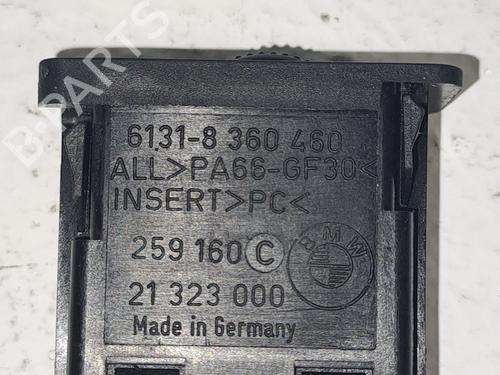 6131-8 360 460
ALL>PA66-GF30<
INSERT>PC<
259 160 C
BMW
21 323 000
Made in Germany
B-PARTS